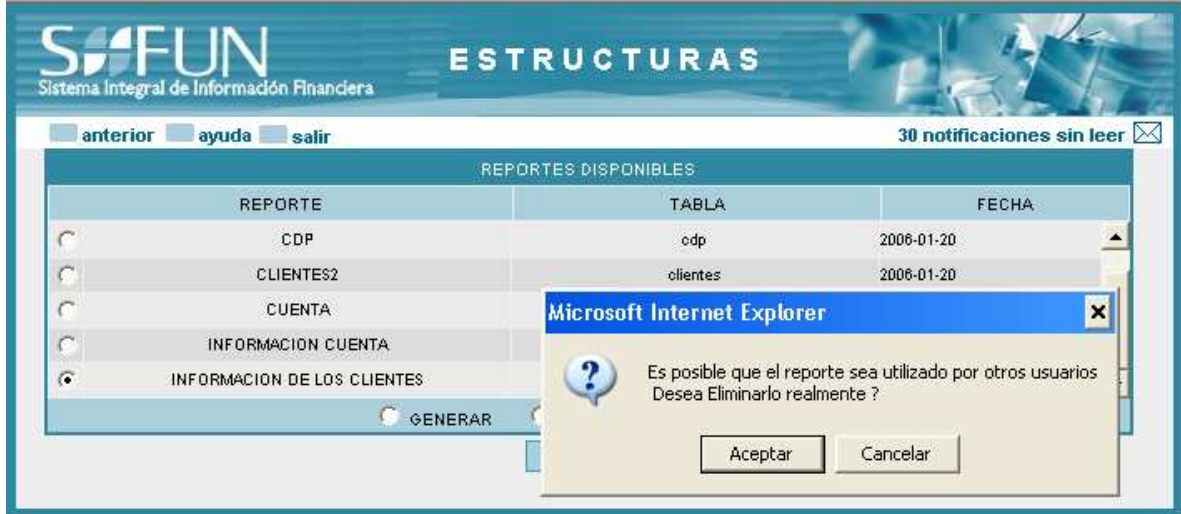 SIIFUN
ESTRUCTURAS
Sistema Integral de Información Financiera
anterior ayuda salir
30 notificaciones sin leer
REPORTES DISPONIBLES
REPORTE TABLA FECHA
CDP cdp 2006-01-20
CLIENTES2 clientes 2006-01-20
CUENTA
INFORMACION CUENTA
INFORMACION DE LOS CLIENTES
GENERAR
Microsoft Internet Explorer
Es posible que el reporte sea utilizado por otros usuarios
Desea Eliminarlo realmente ?
Aceptar Cancelar